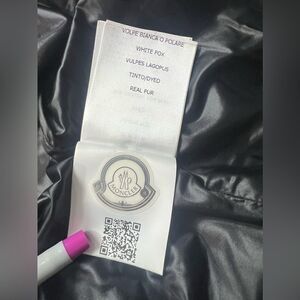 VOLPE BIANCA O POLARE
WHITE FOX
VULPES LAGOPUS
TINTO/DYED
REAL FUR
MONCLER